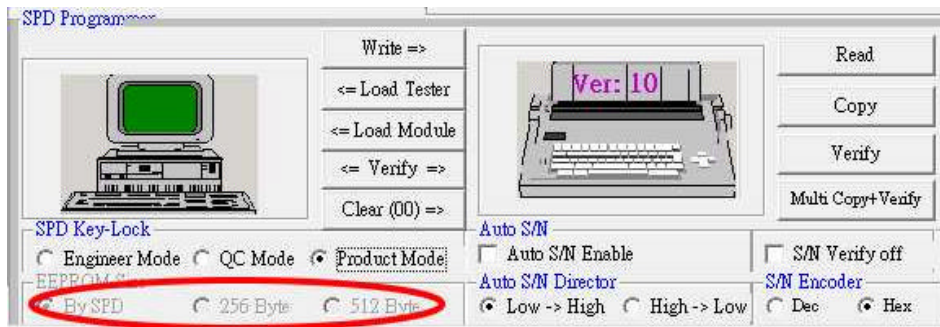 SPD Programmer
Write =>
<= Load Tester
<= Load Module
<= Verify =>
Clear (00) =>
Ver: 10
Read
Copy
Verify
Multi Copy+Verify
SPD Key-Lock
Engineer Mode
QC Mode
Product Mode
Auto S/N
Auto S/N Enable
S/N Verify off
EEPROM
By SPD
256 Byte
512 Byte
Auto S/N Director
Low -> High
High -> Low
S/N Encoder
Dec
Hex